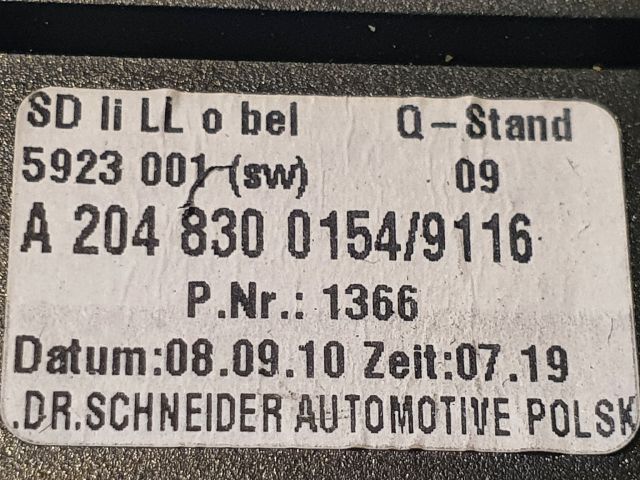 SD li LL o bel Q-Stand
5923 001 (sw) 09
A 204 830 0154/9116
P.Nr.: 1366
Datum:08.09.10 Zeit:07.19
.DR.SCHNEIDER AUTOMOTIVE POLSK